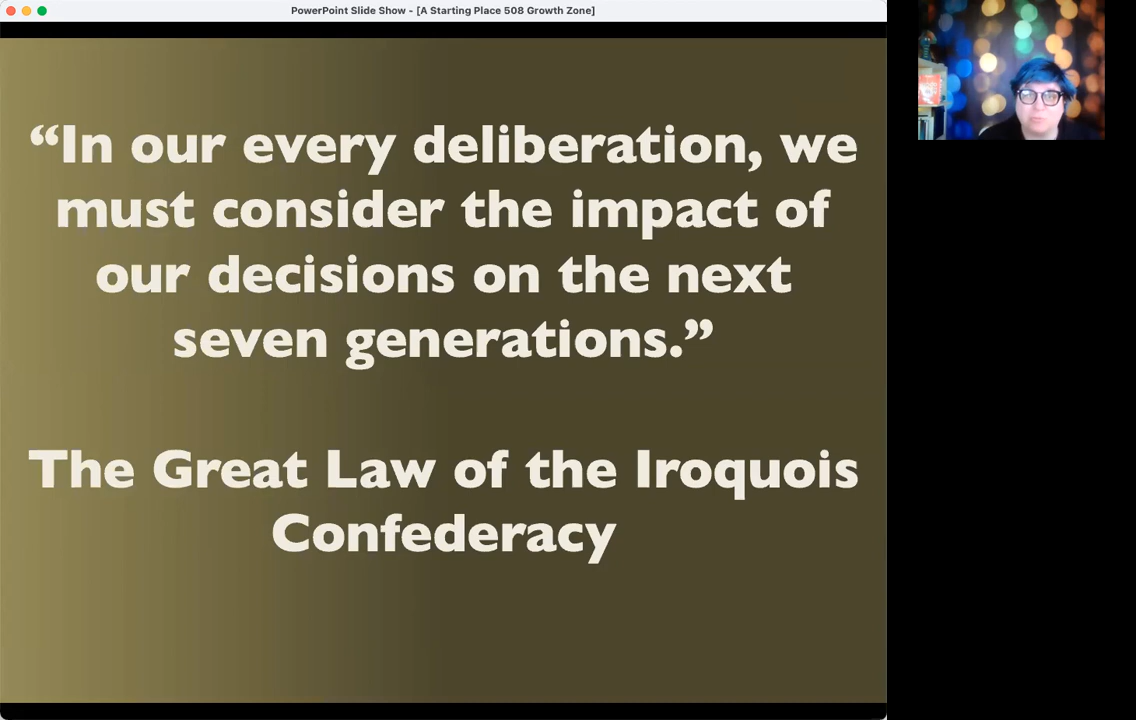 PowerPoint Slide Show - [A Starting Place 508 Growth Zone]
“In our every deliberation, we
must consider the impact of
our decisions on the next
seven generations.”
The Great Law of the Iroquois
Confederacy